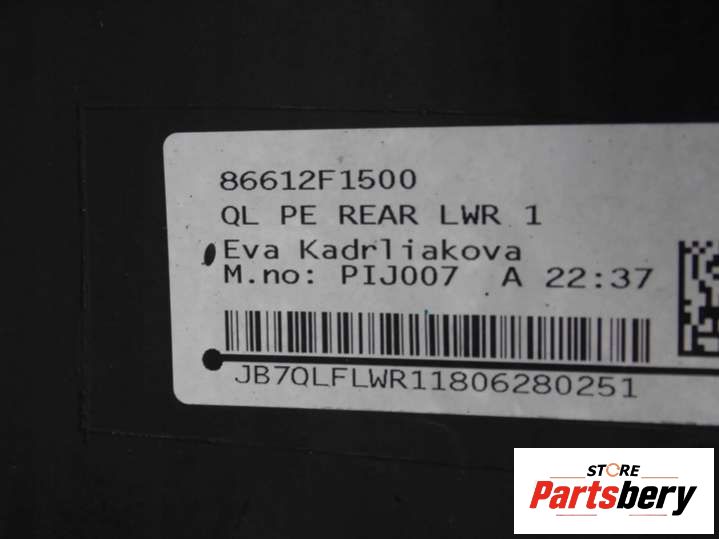 86612F1500
QL PE REAR LWR 1
Eva Kadrliakova
M.no: PIJ007 A 22:37
JB7QLFLWR11806280251
STORE
Partsbery